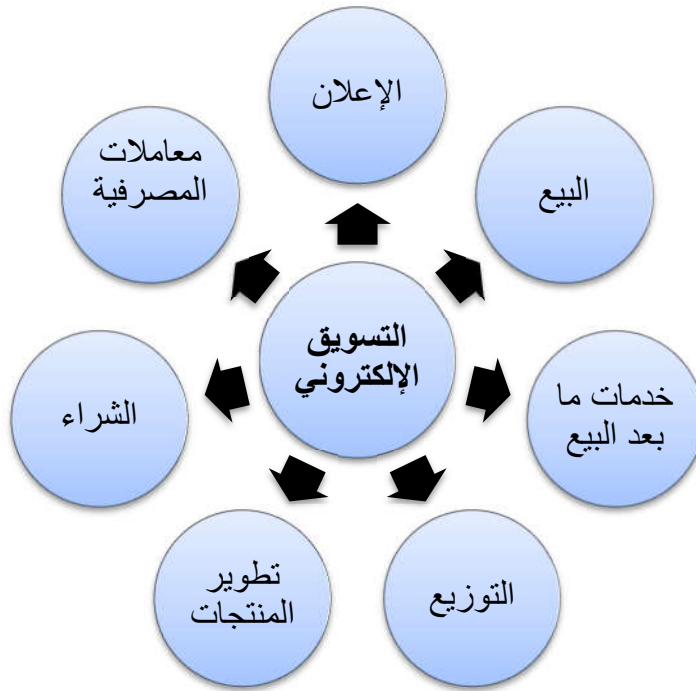 الإعلان
البيع
خدمات ما
بعد البيع
التوزيع
تطوير
المنتجات
الشراء
معاملات
المصرفية
التسويق
الإلكتروني